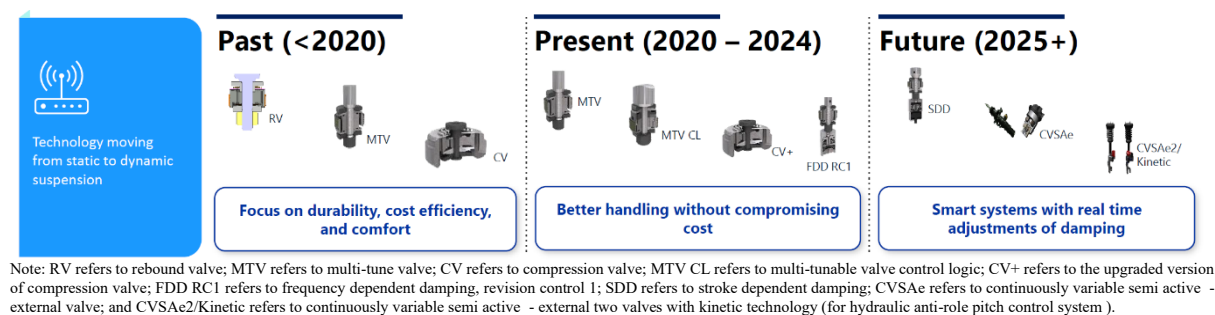 Past (<2020)
Present (2020 – 2024)
Future (2025+)
Technology moving
from static to dynamic
suspension
RV
MTV
CV
MTV
MTV CL
CV+
FDD RC1
SDD
CVSAe
CVSAe2/
Kinetic
Focus on durability, cost efficiency,
and comfort
Better handling without compromising
cost
Smart systems with real time
adjustments of damping
Note: RV refers to rebound valve; MTV refers to multi-tune valve; CV refers to compression valve; MTV CL refers to multi-tunable valve control logic; CV+ refers to the upgraded version
of compression valve; FDD RC1 refers to frequency dependent damping, revision control 1; SDD refers to stroke dependent damping; CVSAe refers to continuously variable semi active -
external valve; and CVSAe2/Kinetic refers to continuously variable semi active - external two valves with kinetic technology (for hydraulic anti-role pitch control system ).